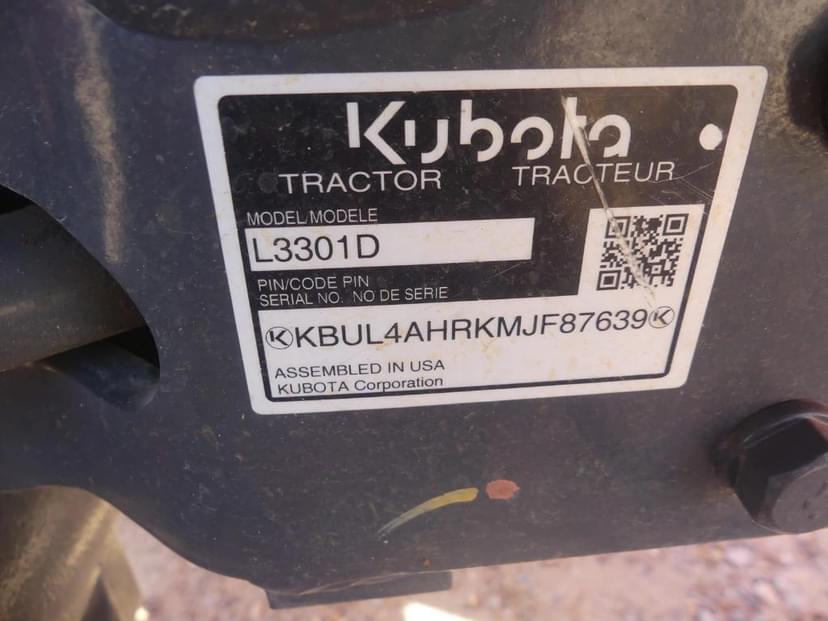 Kubota
TRACTOR TRACTEUR
MODEL/MODELE
L3301D
PIN/CODE PIN
SERIAL NO. NO DE SERIE
KBUL4AHRKMJF87639
ASSEMBLED IN USA
KUBOTA Corporation